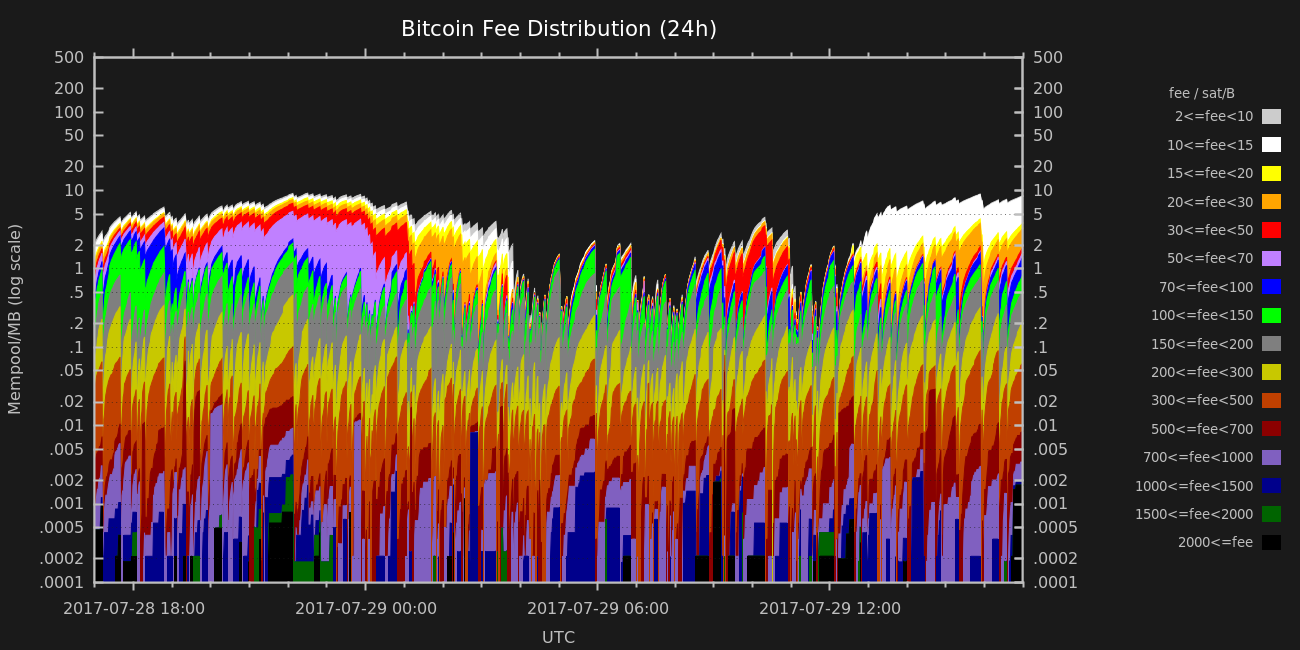 Bitcoin Fee Distribution (24h)
500
200
100
50
20
10
5
2
1
.5
.2
.1
.05
.02
.01
.005
.002
.001
.0005
.0002
.0001
Mempool/MB (log scale)
500
200
100
50
20
10
5
2
1
.5
.2
.1
.05
.02
.01
.005
.002
.001
.0005
.0002
.0001
fee / sat/B
2<=fee<10
10<=fee<15
15<=fee<20
20<=fee<30
30<=fee<50
50<=fee<70
70<=fee<100
100<=fee<150
150<=fee<200
200<=fee<300
300<=fee<500
500<=fee<700
700<=fee<1000
1000<=fee<1500
1500<=fee<2000
2000<=fee
2017-07-28 18:00 2017-07-29 00:00 2017-07-29 06:00 2017-07-29 12:00
UTC